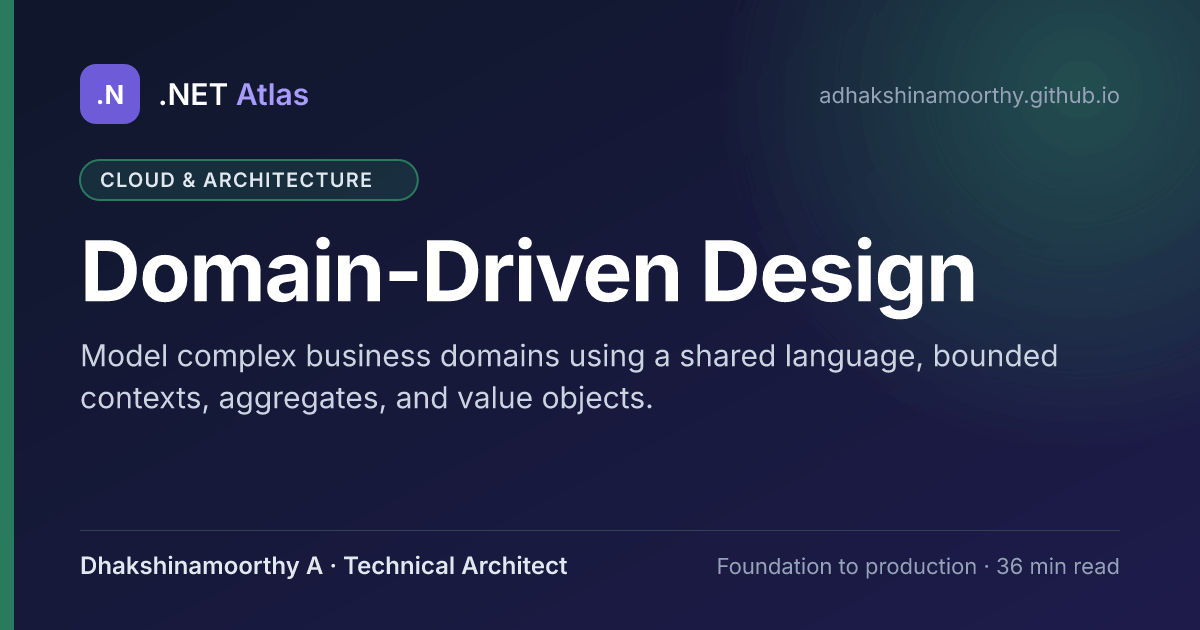 .N
.NET Atlas
adhakshinamoorthy.github.io
CLOUD & ARCHITECTURE
Domain-Driven Design
Model complex business domains using a shared language, bounded
contexts, aggregates, and value objects.
Dhakshinamoorthy A · Technical Architect
Foundation to production · 36 min read